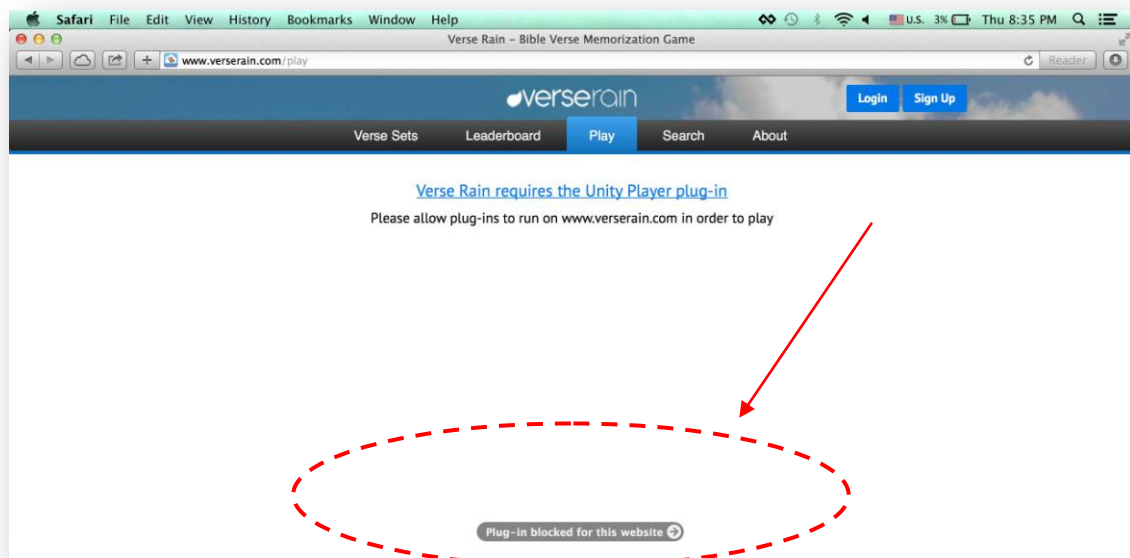 Safari File Edit View History Bookmarks Window Help U.S. 3% Thu 8:35 PM
Verse Rain – Bible Verse Memorization Game
www.verserain.com/play Reader
verserain Login Sign Up
Verse Sets Leaderboard Play Search About
Verse Rain requires the Unity Player plug-in
Please allow plug-ins to run on www.verserain.com in order to play
Plug-in blocked for this website